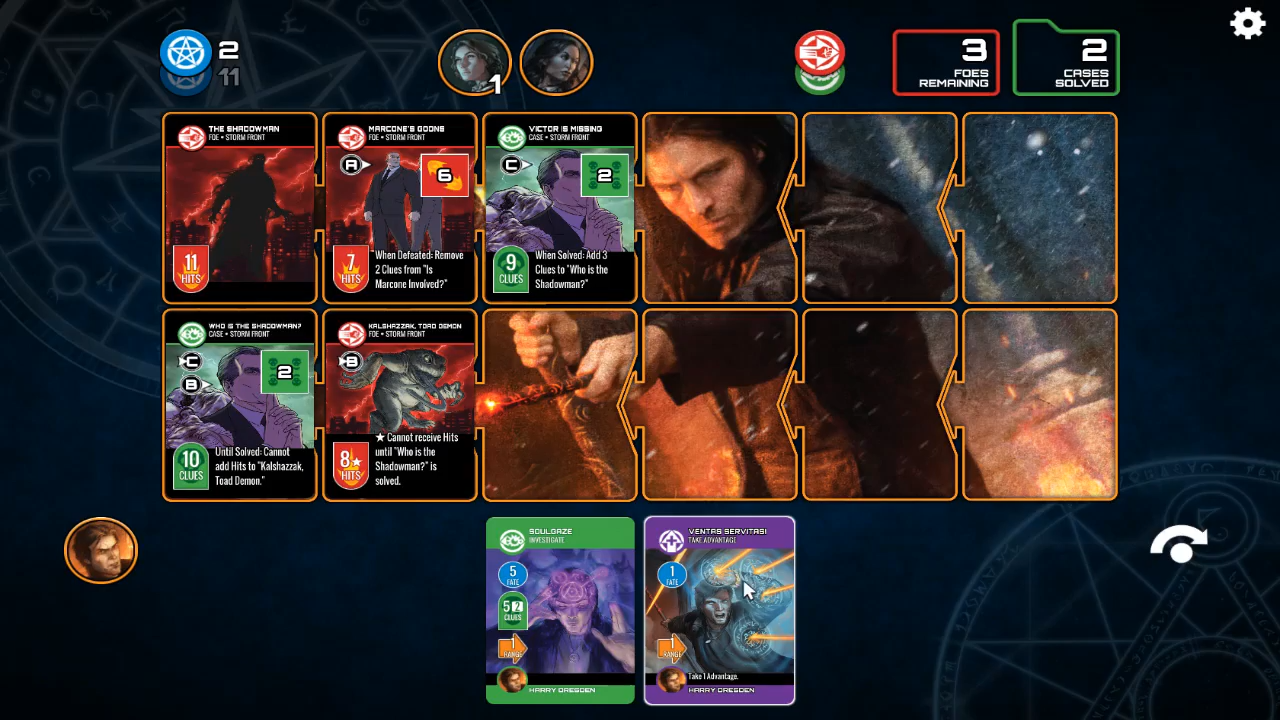 2
11
1
3
FOES
REMAINING
2
CASES
SOLVED
THE SHADOWMAN
FOE • STORM FRONT
11
HITS
MARCONE'S GOONS
FOE • STORM FRONT
A
6
7
HITS
"When Defeated: Remove
2 Clues from "Is
Marcone Involved?"
VICTOR IS MISSING
CASE • STORM FRONT
C
2
9
CLUES
When Solved: Add 3
Clues to "Who is the
Shadowman?"
WHO IS THE SHADOWMAN?
CASE • STORM FRONT
C
B
2
10
CLUES
Until Solved: Cannot
add Hits to "Kalshazzak,
Toad Demon."
KALSHAZZAK, TOAD DEMON
FOE • STORM FRONT
B
8★
HITS
★ Cannot receive Hits
until "Who is the
Shadowman?" is
solved.
SOULGAZE
INVESTIGATE
5
FATE
5 2
CLUES
1
RANGE
HARRY DRESDEN
VENTAS SERVITAS!
TAKE ADVANTAGE
1
FATE
1
RANGE
Take 1 Advantage.
HARRY DRESDEN